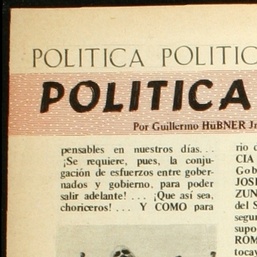 POLITICA POLITIC
POLITICA
Por Guillermo HüBNER
pensables en nuestros días. . .
¡Se requiere, pues, la conju-
gación de esfuerzos entre gober-
nados y gobierno, para poder
salir adelante! . . . ¡Que así sea,
choriceros! . . . Y COMO para
rio
CIA
Gob
JOSE
ZUN
del S
segu
supo
ROM
tocay